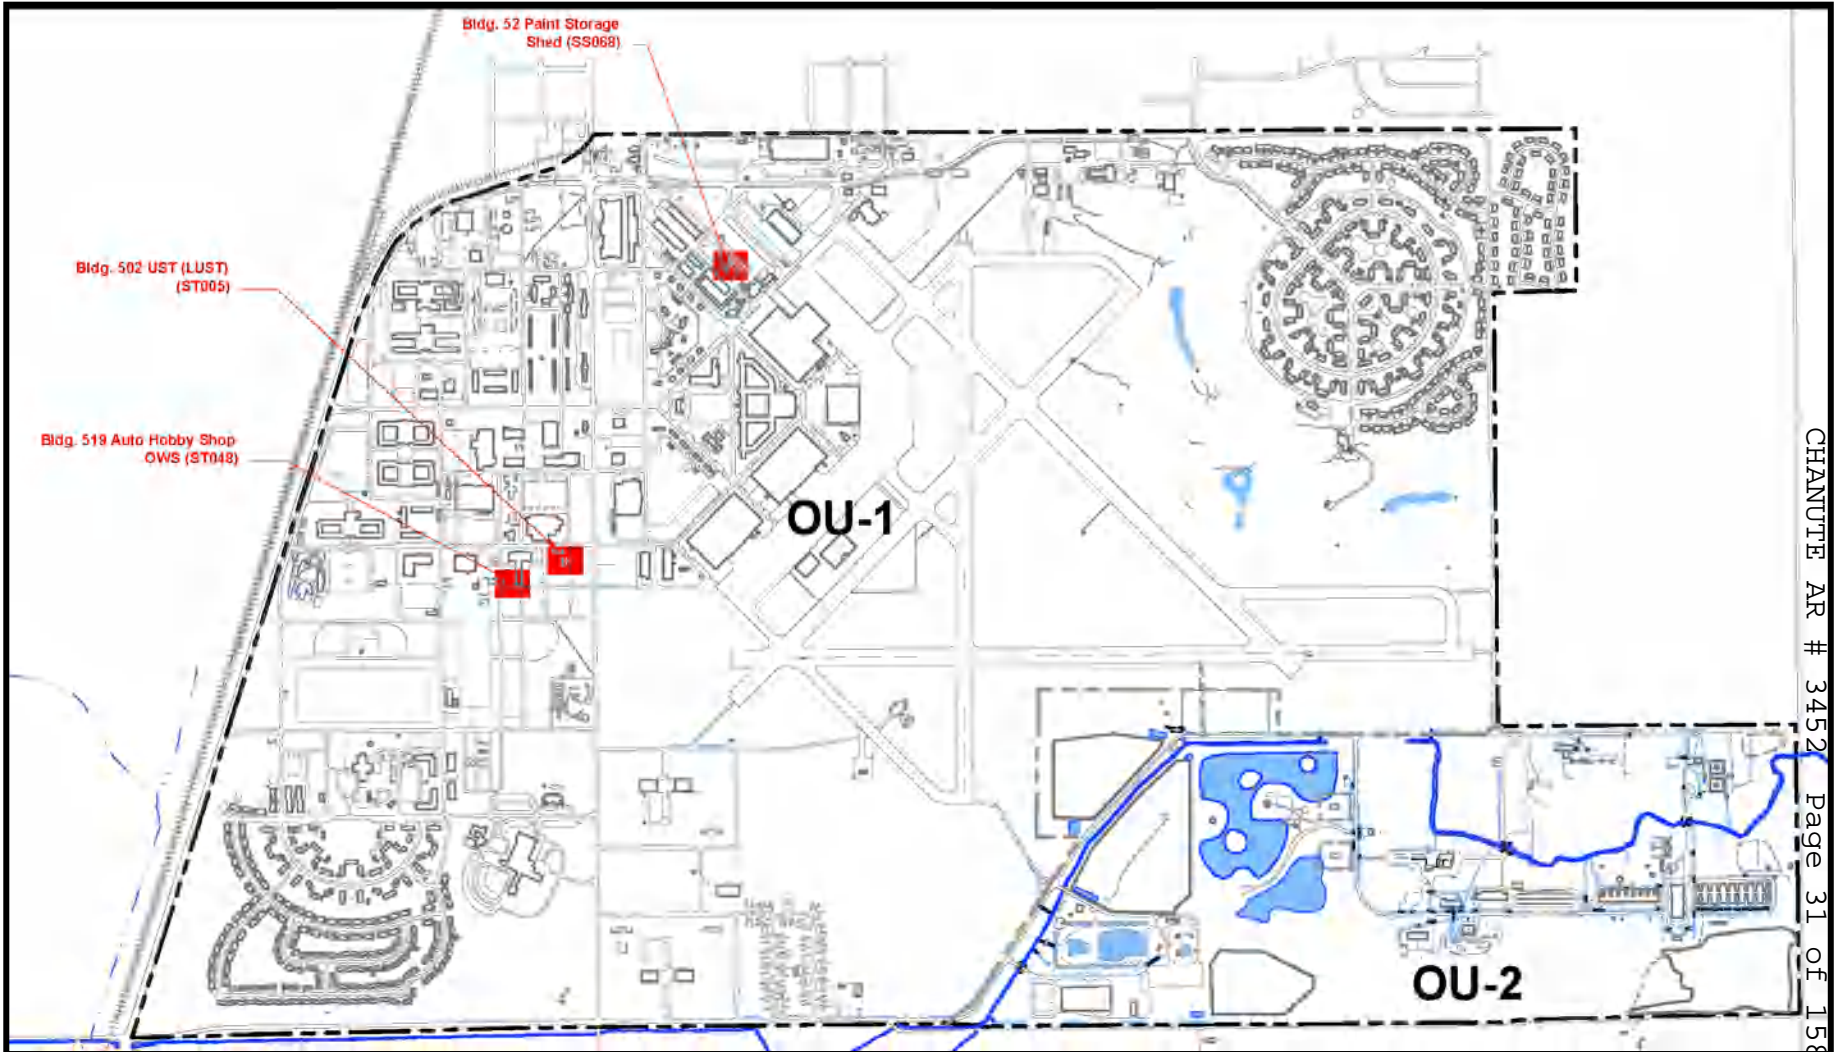 Bldg. 52 Paint Storage
Shed (SS068)
Bldg. 502 UST (LUST)
(ST005)
Bldg. 519 Auto Hobby Shop
OWS (ST048)
OU-1
OU-2
CHANUTE AR # 3452 Page 31 of 158